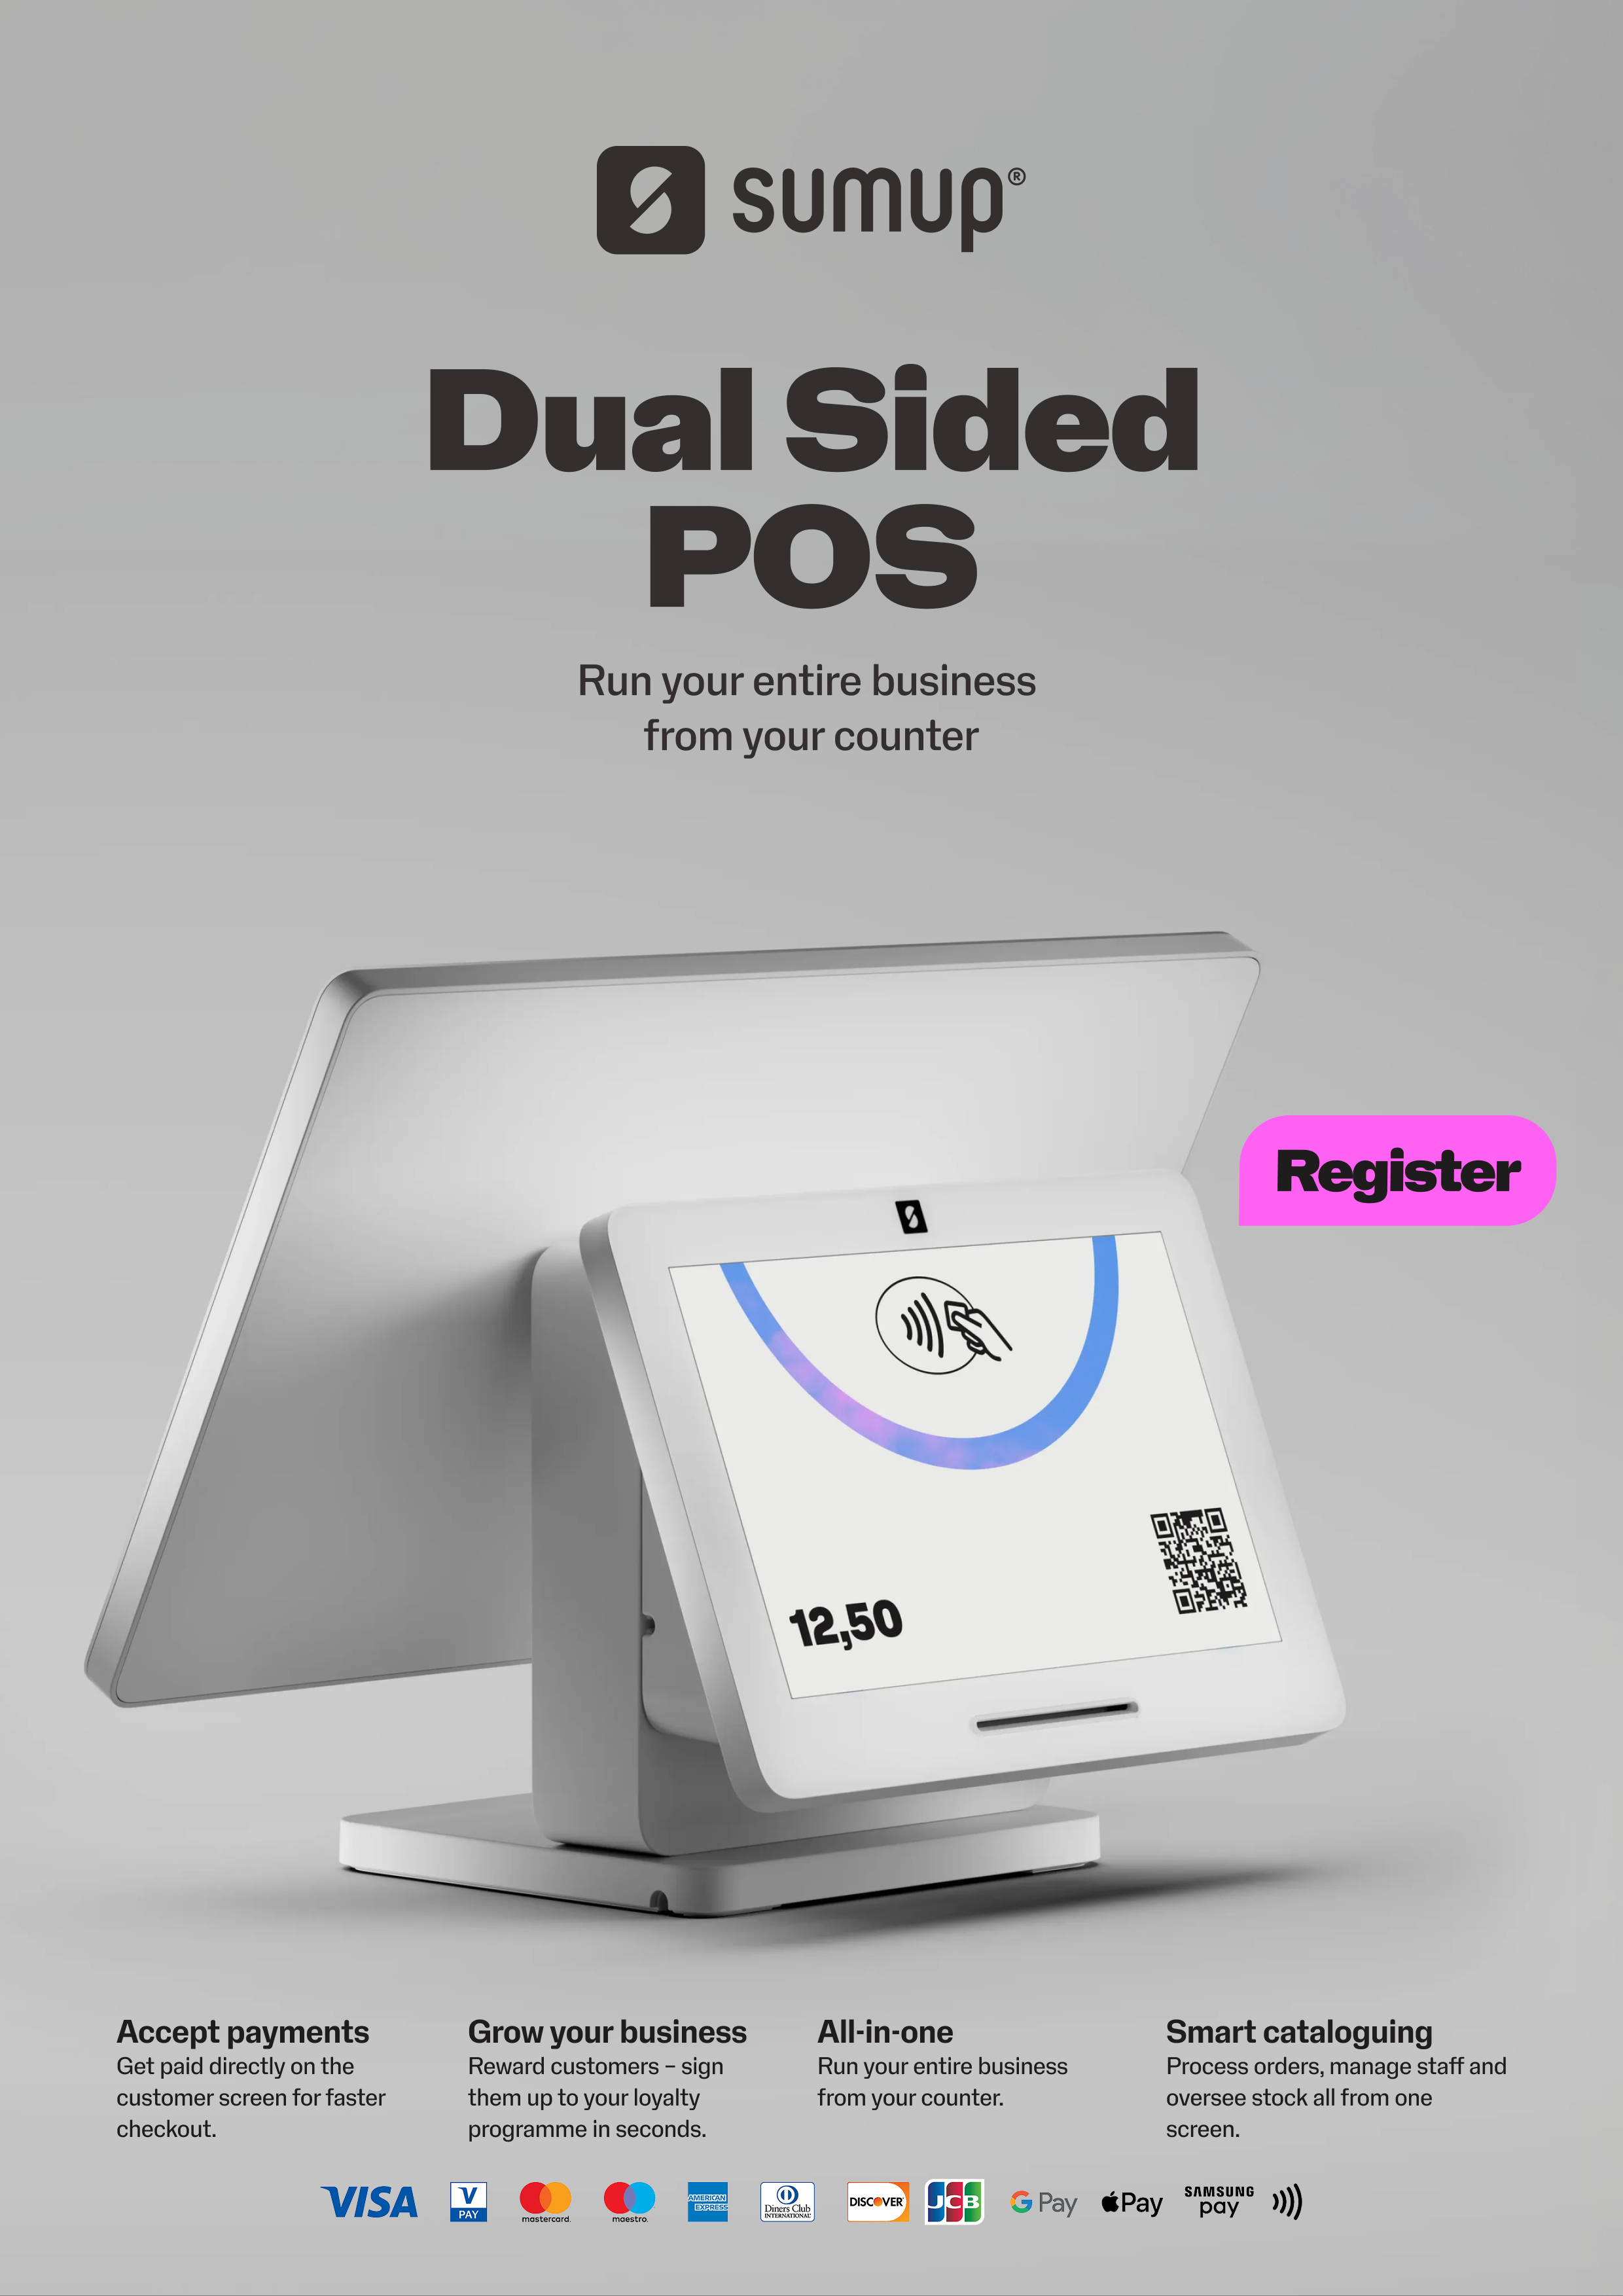 sumup®
Dual Sided
POS
Run your entire business
from your counter
Register
12,50
Accept payments
Get paid directly on the
customer screen for faster
checkout.
Grow your business
Reward customers – sign
them up to your loyalty
programme in seconds.
All-in-one
Run your entire business
from your counter.
Smart cataloguing
Process orders, manage staff and
oversee stock all from one
screen.
VISA
V
PAY
mastercard.
maestro.
AMERICAN
EXPRESS
Diners Club
INTERNATIONAL
DISCOVER
JCB
G Pay
Pay
SAMSUNG
pay